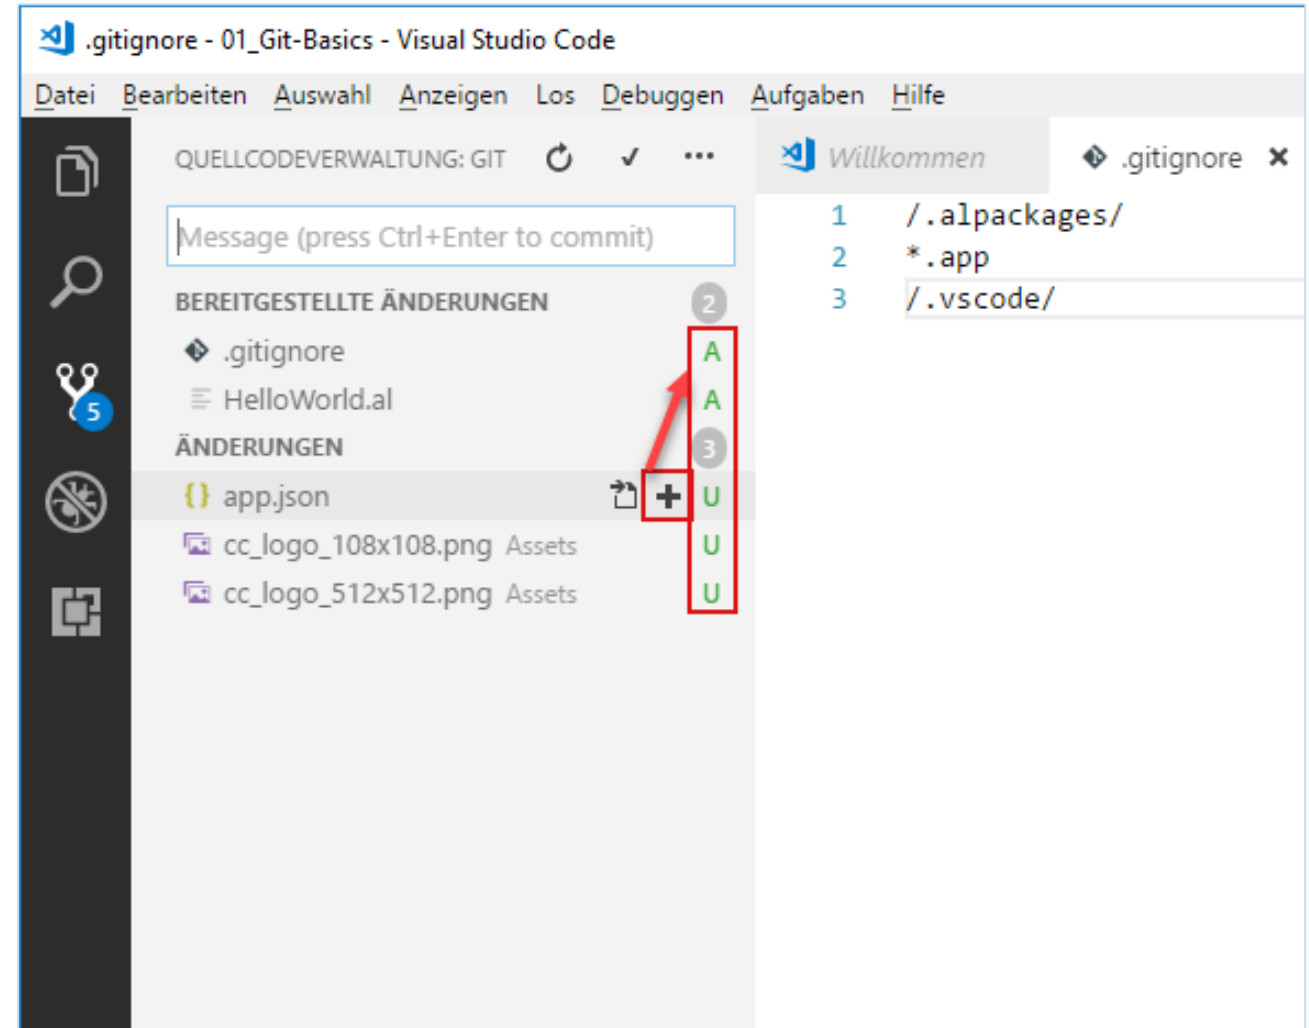 .gitignore - 01_Git-Basics - Visual Studio Code
Datei Bearbeiten Auswahl Anzeigen Los Debuggen Aufgaben Hilfe
QUELLCODEVERWALTUNG: GIT
Message (press Ctrl+Enter to commit)
BEREITGESTELLTE ÄNDERUNGEN 2
.gitignore A
HelloWorld.al A
5
ÄNDERUNGEN 3
{} app.json U
cc_logo_108x108.png Assets U
cc_logo_512x512.png Assets U
Willkommen .gitignore
1 /.alpackages/
2 *.app
3 /.vscode/